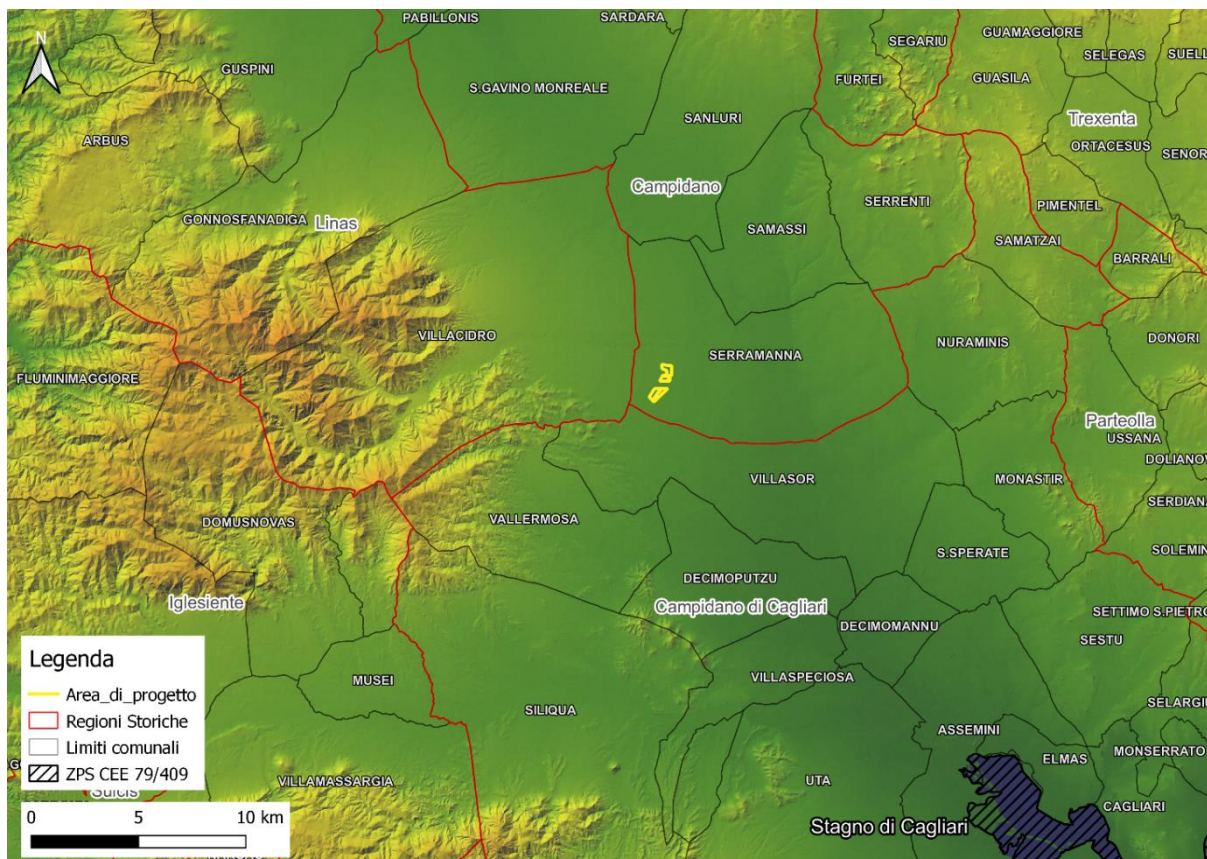 PABILLONIS
SARDARA
GUAMAGGIORE
SEGARIU
SELEGAS
SUELL
N
GUSPINI
FURTEI
GUASILA
S.GAVINO MONREALE
SANLURI
Trexenta
ARBUS
ORTACESUS
SENOR
Campidano
SERRENTI
PIMENTEL
GONNOSFANADIGA
Linas
SAMASSI
SAMATZAI
BARRALI
VILLACIDRO
SERRAMANNA
NURAMINIS
DONORI
FLUMINIMAGGIORE
Parteolla
USSANA
DOLIANOV
VILLASOR
MONASTIR
SERDIANA
DOMUSNOVAS
VALLERMOSA
S.SPERATE
SOLEMIN
DECIMOPUTZU
Iglesiente
Campidano di Cagliari
SETTIMO S.PIETRO
DECIMOMANNU
SESTU
MUSEI
VILLASPECIOSA
SILIQUA
SELARGI
ASSEMINI
MONSERRATO
ELMAS
VILLAMASSARGIA
UTA
CAGLIARI
Stagno di Cagliari
Sulcis
Legenda
Area_di_progetto
Regioni Storiche
Limiti comunali
ZPS CEE 79/409
0 5 10 km